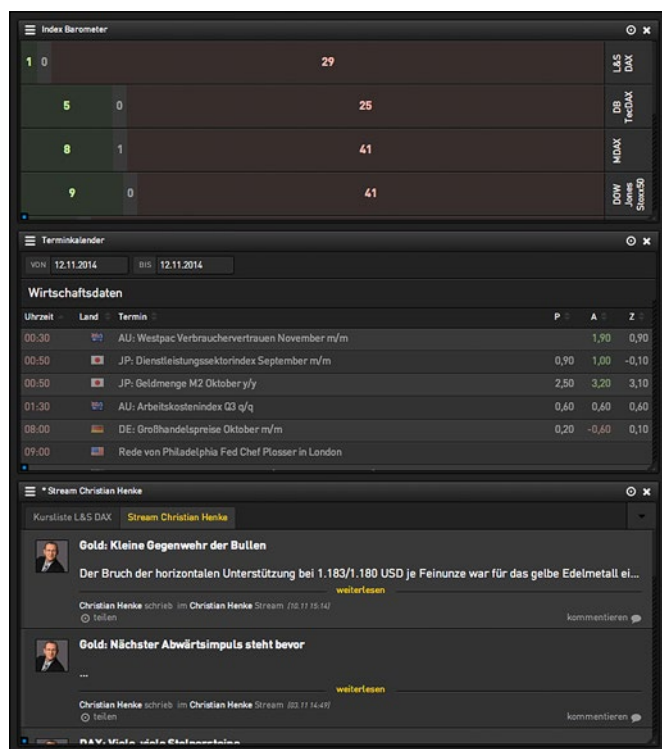 Index Barometer
1 0 29 L&S DAX
5 0 25 DB TecDAX
8 1 41 MDAX
9 0 41 DOW Jones Stoxx50
Terminkalender
VON 12.11.2014 BIS 12.11.2014
Wirtschaftsdaten
Uhrzeit Land Termin P A Z
00:30 AU: Westpac Verbrauchervertrauen November m/m 1,90 0,90
00:50 JP: Dienstleistungssektorindex September m/m 0,90 1,00 -0,10
00:50 JP: Geldmenge M2 Oktober y/y 2,50 3,20 3,10
01:30 AU: Arbeitskostenindex Q3 q/q 0,60 0,60 0,60
08:00 DE: Großhandelspreise Oktober m/m 0,20 -0,60 0,10
09:00 Rede von Philadelphia Fed Chef Plosser in London
* Stream Christian Henke
Kursliste L&S DAX Stream Christian Henke
Gold: Kleine Gegenwehr der Bullen
Der Bruch der horizontalen Unterstützung bei 1.183/1.180 USD je Feinunze war für das gelbe Edelmetall ei...
weiterlesen
Christian Henke schrieb im Christian Henke Stream [10.11 15:14]
teilen kommentieren
Gold: Nächster Abwärtsimpuls steht bevor
...
weiterlesen
Christian Henke schrieb im Christian Henke Stream [03.11 14:49]
teilen kommentieren
DAX: Viele, viele Stolpersteine